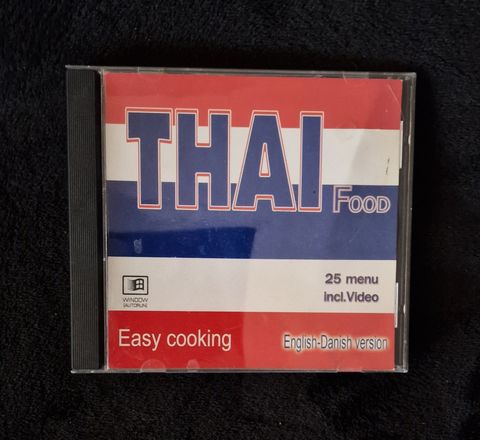 THAI
FOOD
25 menu
incl.Video
WINDOW
(AUTORUN)
Easy cooking
English-Danish version